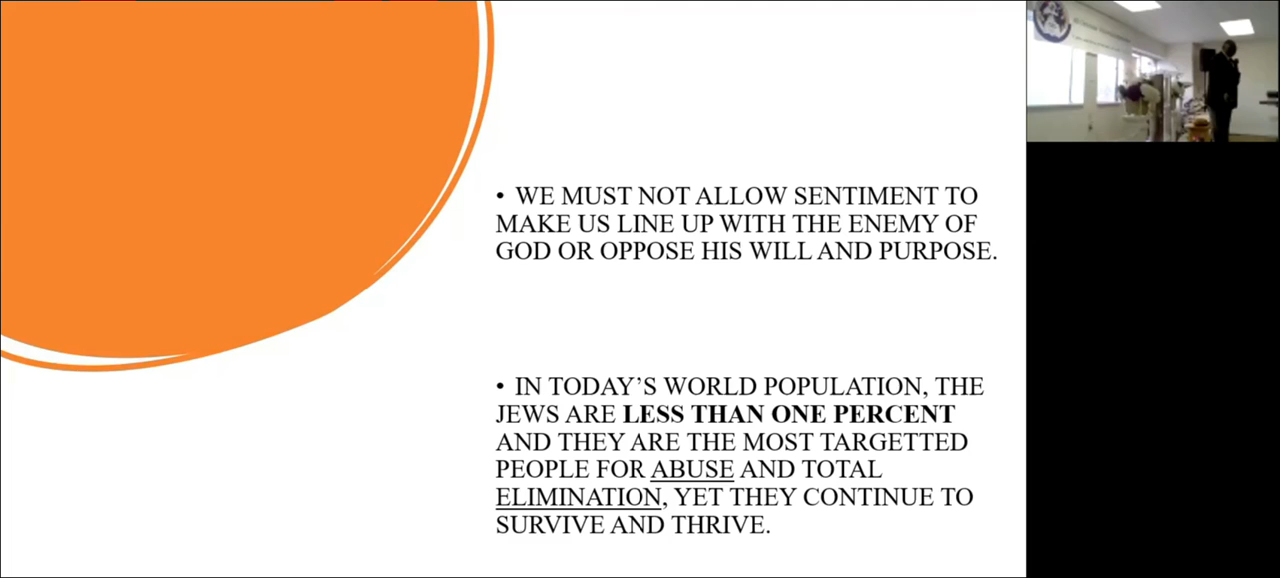 • WE MUST NOT ALLOW SENTIMENT TO
MAKE US LINE UP WITH THE ENEMY OF
GOD OR OPPOSE HIS WILL AND PURPOSE.
• IN TODAY’S WORLD POPULATION, THE
JEWS ARE LESS THAN ONE PERCENT
AND THEY ARE THE MOST TARGETTED
PEOPLE FOR ABUSE AND TOTAL
ELIMINATION, YET THEY CONTINUE TO
SURVIVE AND THRIVE.